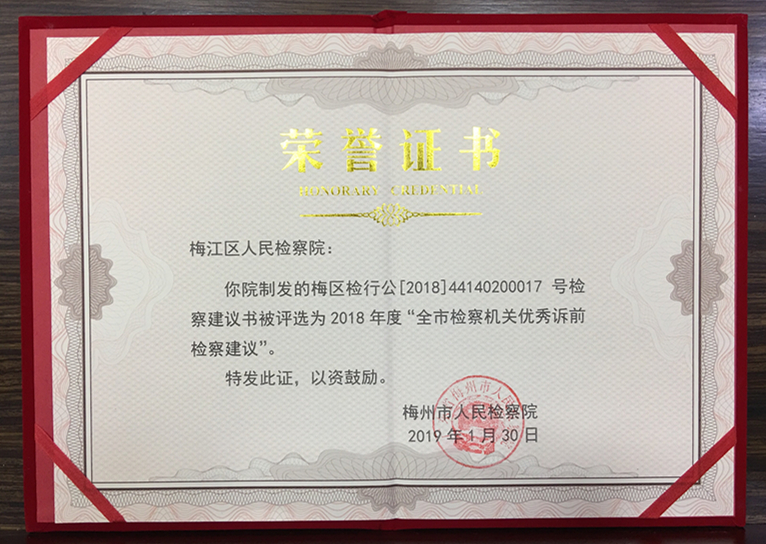 荣誉证书
HONORARY CREDENTIAL
梅江区人民检察院：
你院制发的梅区检行公[2018]44140200017 号检
察建议书被评选为 2018 年度“全市检察机关优秀诉前
检察建议”。
特发此证，以资鼓励。
梅州市人民检察院
2019 年 1 月 30 日